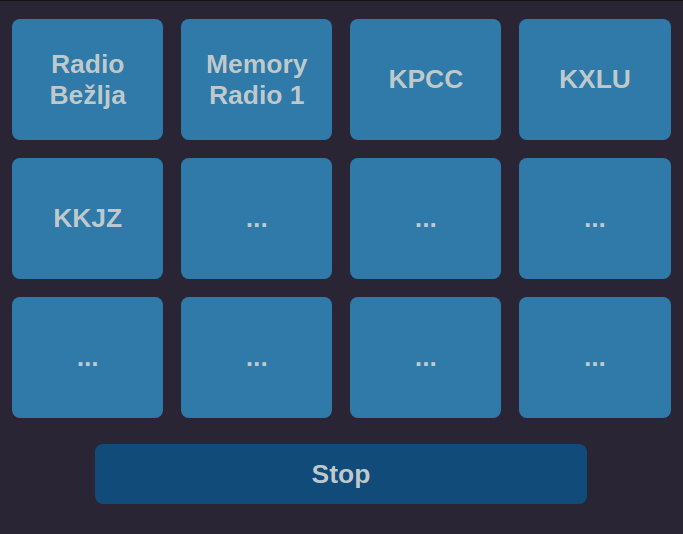 Radio
Bežlja
Memory
Radio 1
KPCC
KXLU
KKJZ
...
...
...
...
...
...
...
Stop